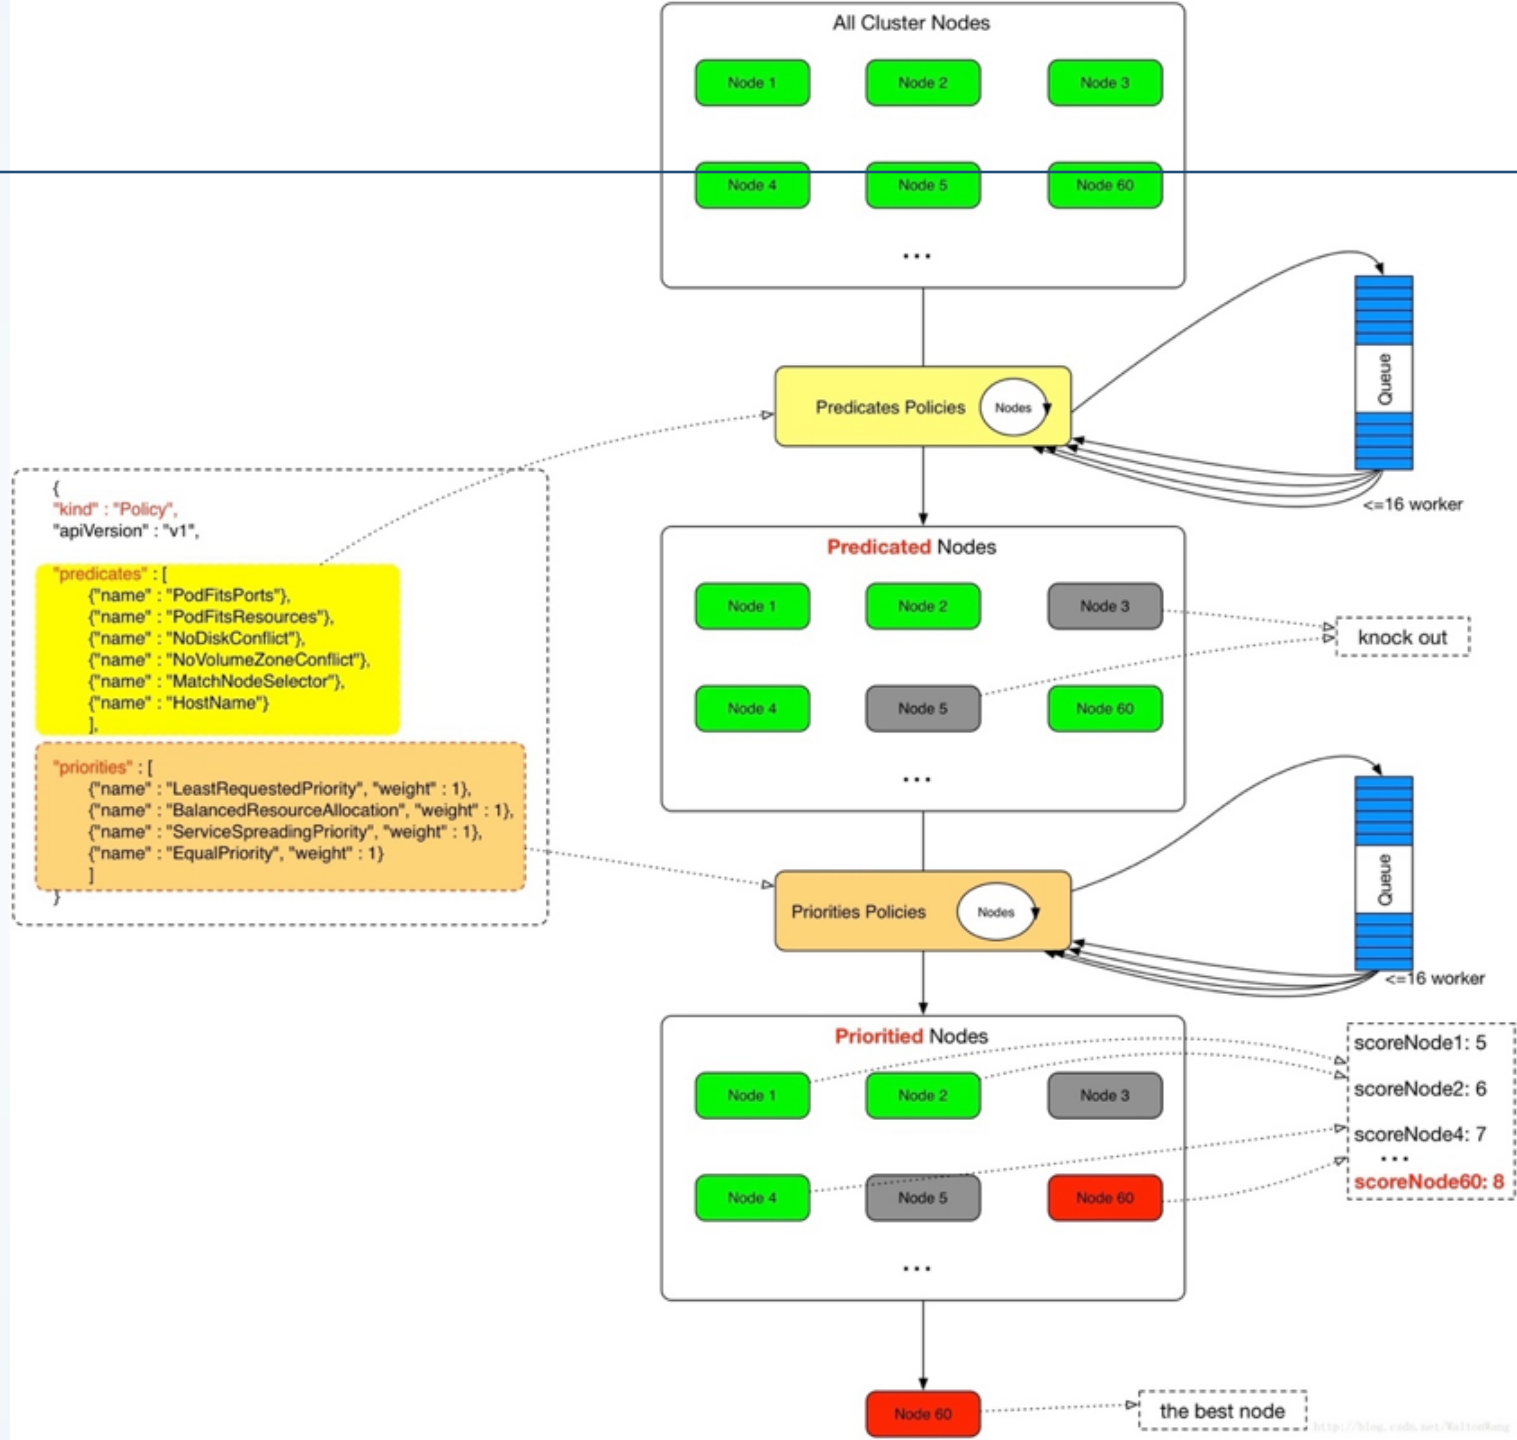 All Cluster Nodes
Node 1
Node 2
Node 3
Node 4
Node 5
Node 60
...
Predicates Policies
Nodes
Queue
<=16 worker
{
"kind" : "Policy",
"apiVersion" : "v1",
"predicates" : [
{"name" : "PodFitsPorts"},
{"name" : "PodFitsResources"},
{"name" : "NoDiskConflict"},
{"name" : "NoVolumeZoneConflict"},
{"name" : "MatchNodeSelector"},
{"name" : "HostName"}
],
"priorities" : [
{"name" : "LeastRequestedPriority", "weight" : 1},
{"name" : "BalancedResourceAllocation", "weight" : 1},
{"name" : "ServiceSpreadingPriority", "weight" : 1},
{"name" : "EqualPriority", "weight" : 1}
]
}
Predicated Nodes
Node 1
Node 2
Node 3
Node 4
Node 5
Node 60
...
knock out
Priorities Policies
Nodes
Queue
<=16 worker
Prioritied Nodes
Node 1
Node 2
Node 3
Node 4
Node 5
Node 60
...
scoreNode1: 5
scoreNode2: 6
scoreNode4: 7
...
scoreNode60: 8
Node 60
the best node
http://blog.csdn.net/WaltonWang